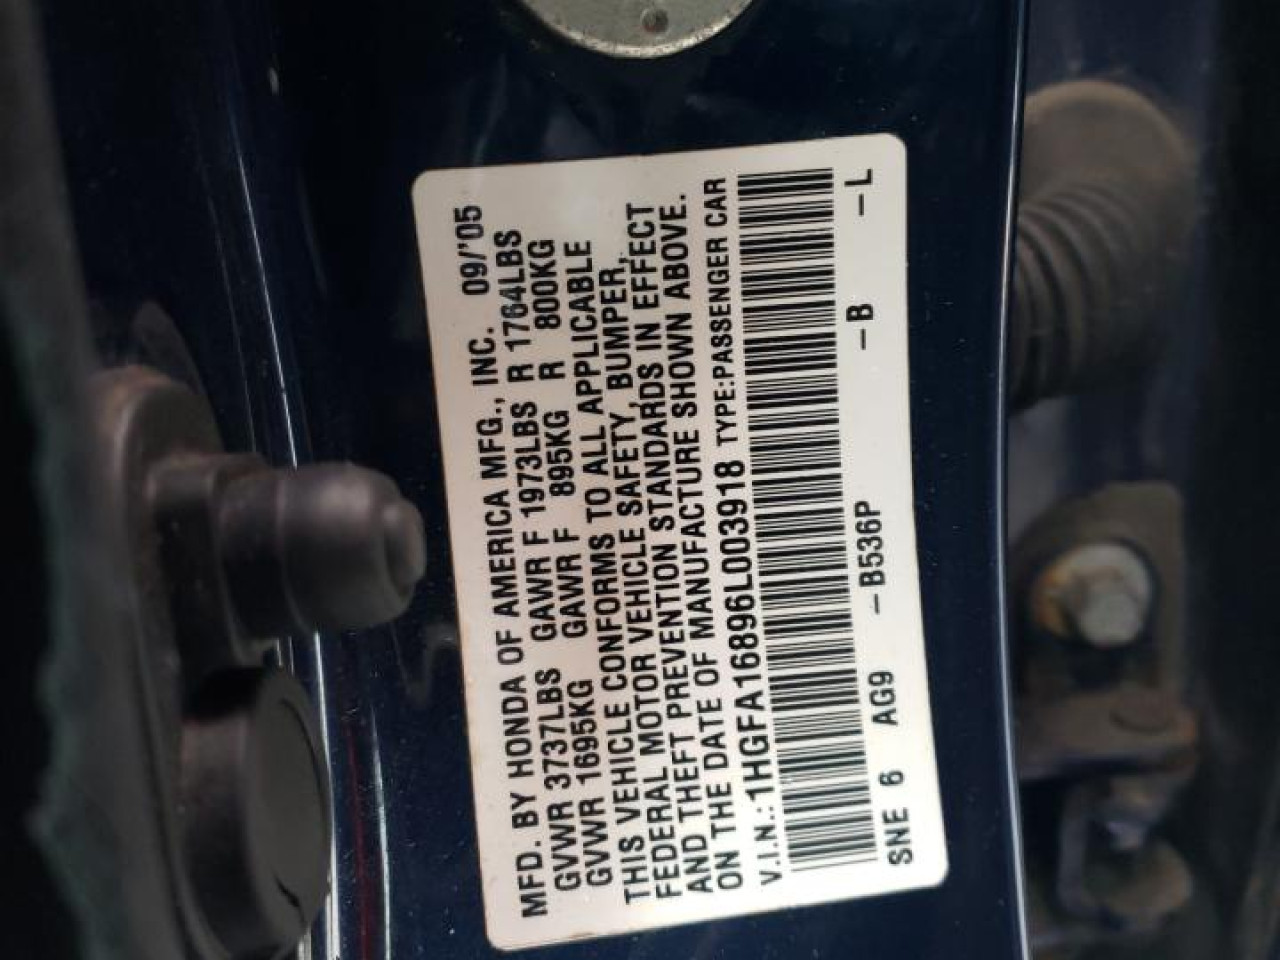 MFD. BY HONDA OF AMERICA MFG., INC. 09/'05
GVWR 3737LBS GAWR F 1973LBS R 1764LBS
GVWR 1695KG GAWR F 895KG R 800KG
THIS VEHICLE CONFORMS TO ALL APPLICABLE
FEDERAL MOTOR VEHICLE SAFETY, BUMPER,
AND THEFT PREVENTION STANDARDS IN EFFECT
ON THE DATE OF MANUFACTURE SHOWN ABOVE.
V.I.N.:1HGFA16896L003918 TYPE:PASSENGER CAR
SNE 6 AG9 –B536P –B –L